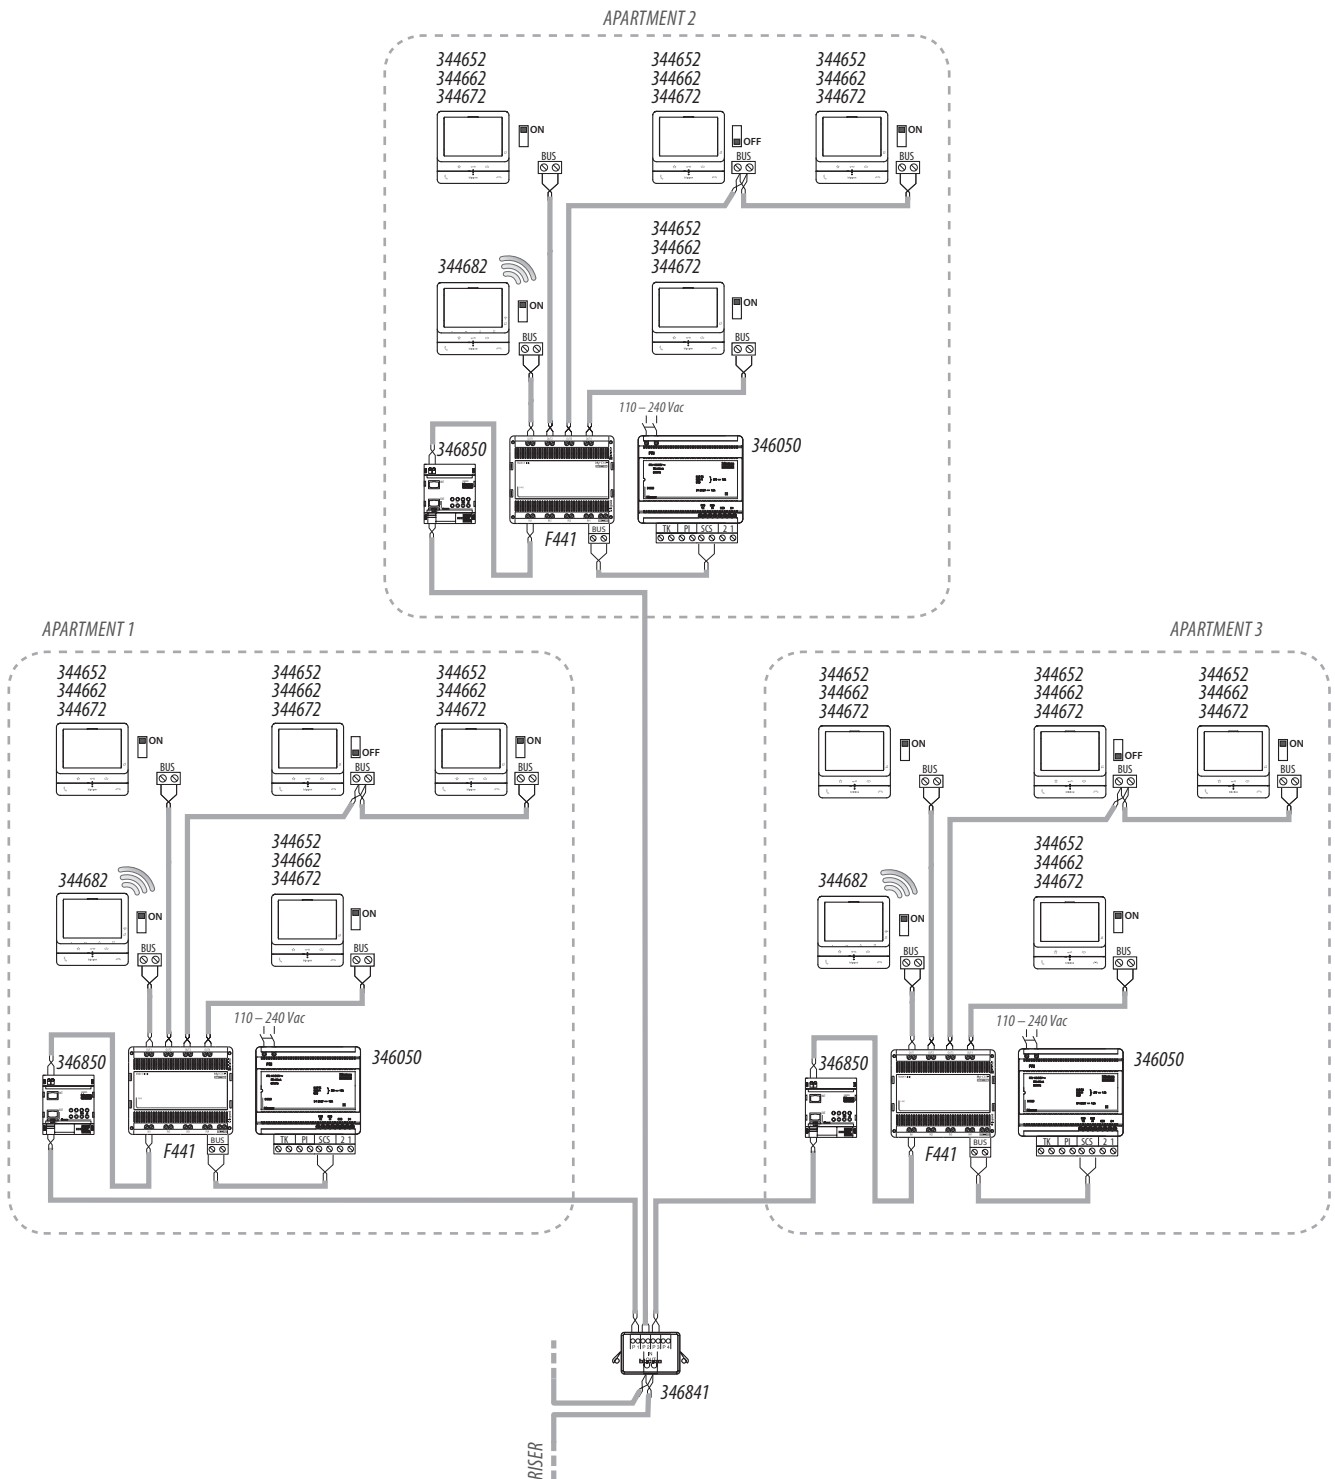 APARTMENT 2
344652
344662
344672
ON
BUS
344652
344662
344672
OFF
BUS
344652
344662
344672
ON
BUS
344682
ON
BUS
344652
344662
344672
ON
BUS
110 – 240 Vac
346850
F441
BUS
346050
TK PI SCS 2 1
APARTMENT 1
344652
344662
344672
ON
BUS
344652
344662
344672
OFF
BUS
344652
344662
344672
ON
BUS
344682
ON
BUS
344652
344662
344672
ON
BUS
110 – 240 Vac
346850
F441
BUS
346050
TK PI SCS 2 1
APARTMENT 3
344652
344662
344672
ON
BUS
344652
344662
344672
OFF
BUS
344652
344662
344672
ON
BUS
344682
ON
BUS
344652
344662
344672
ON
BUS
110 – 240 Vac
346850
F441
BUS
346050
TK PI SCS 2 1
P 1 P 2 P 3 P 4
IN
346841
RISER